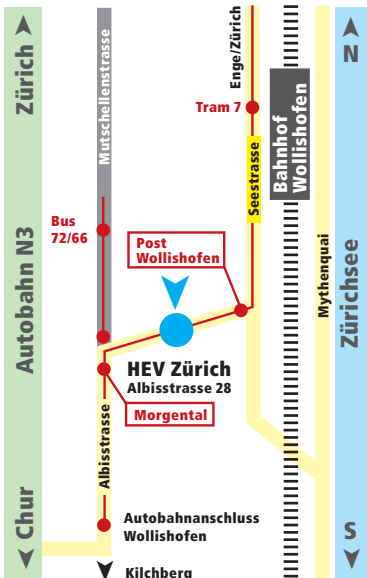 Zürich
Autobahn N3
Chur
Mutschellenstrasse
Enge/Zürich
Tram 7
Seestrasse
Bahnhof
Wollishofen
N
Zürichsee
S
Mythenquai
Bus
72/66
Post
Wollishofen
HEV Zürich
Albisstrasse 28
Morgental
Albisstrasse
Autobahnanschluss
Wollishofen
Kilchberg